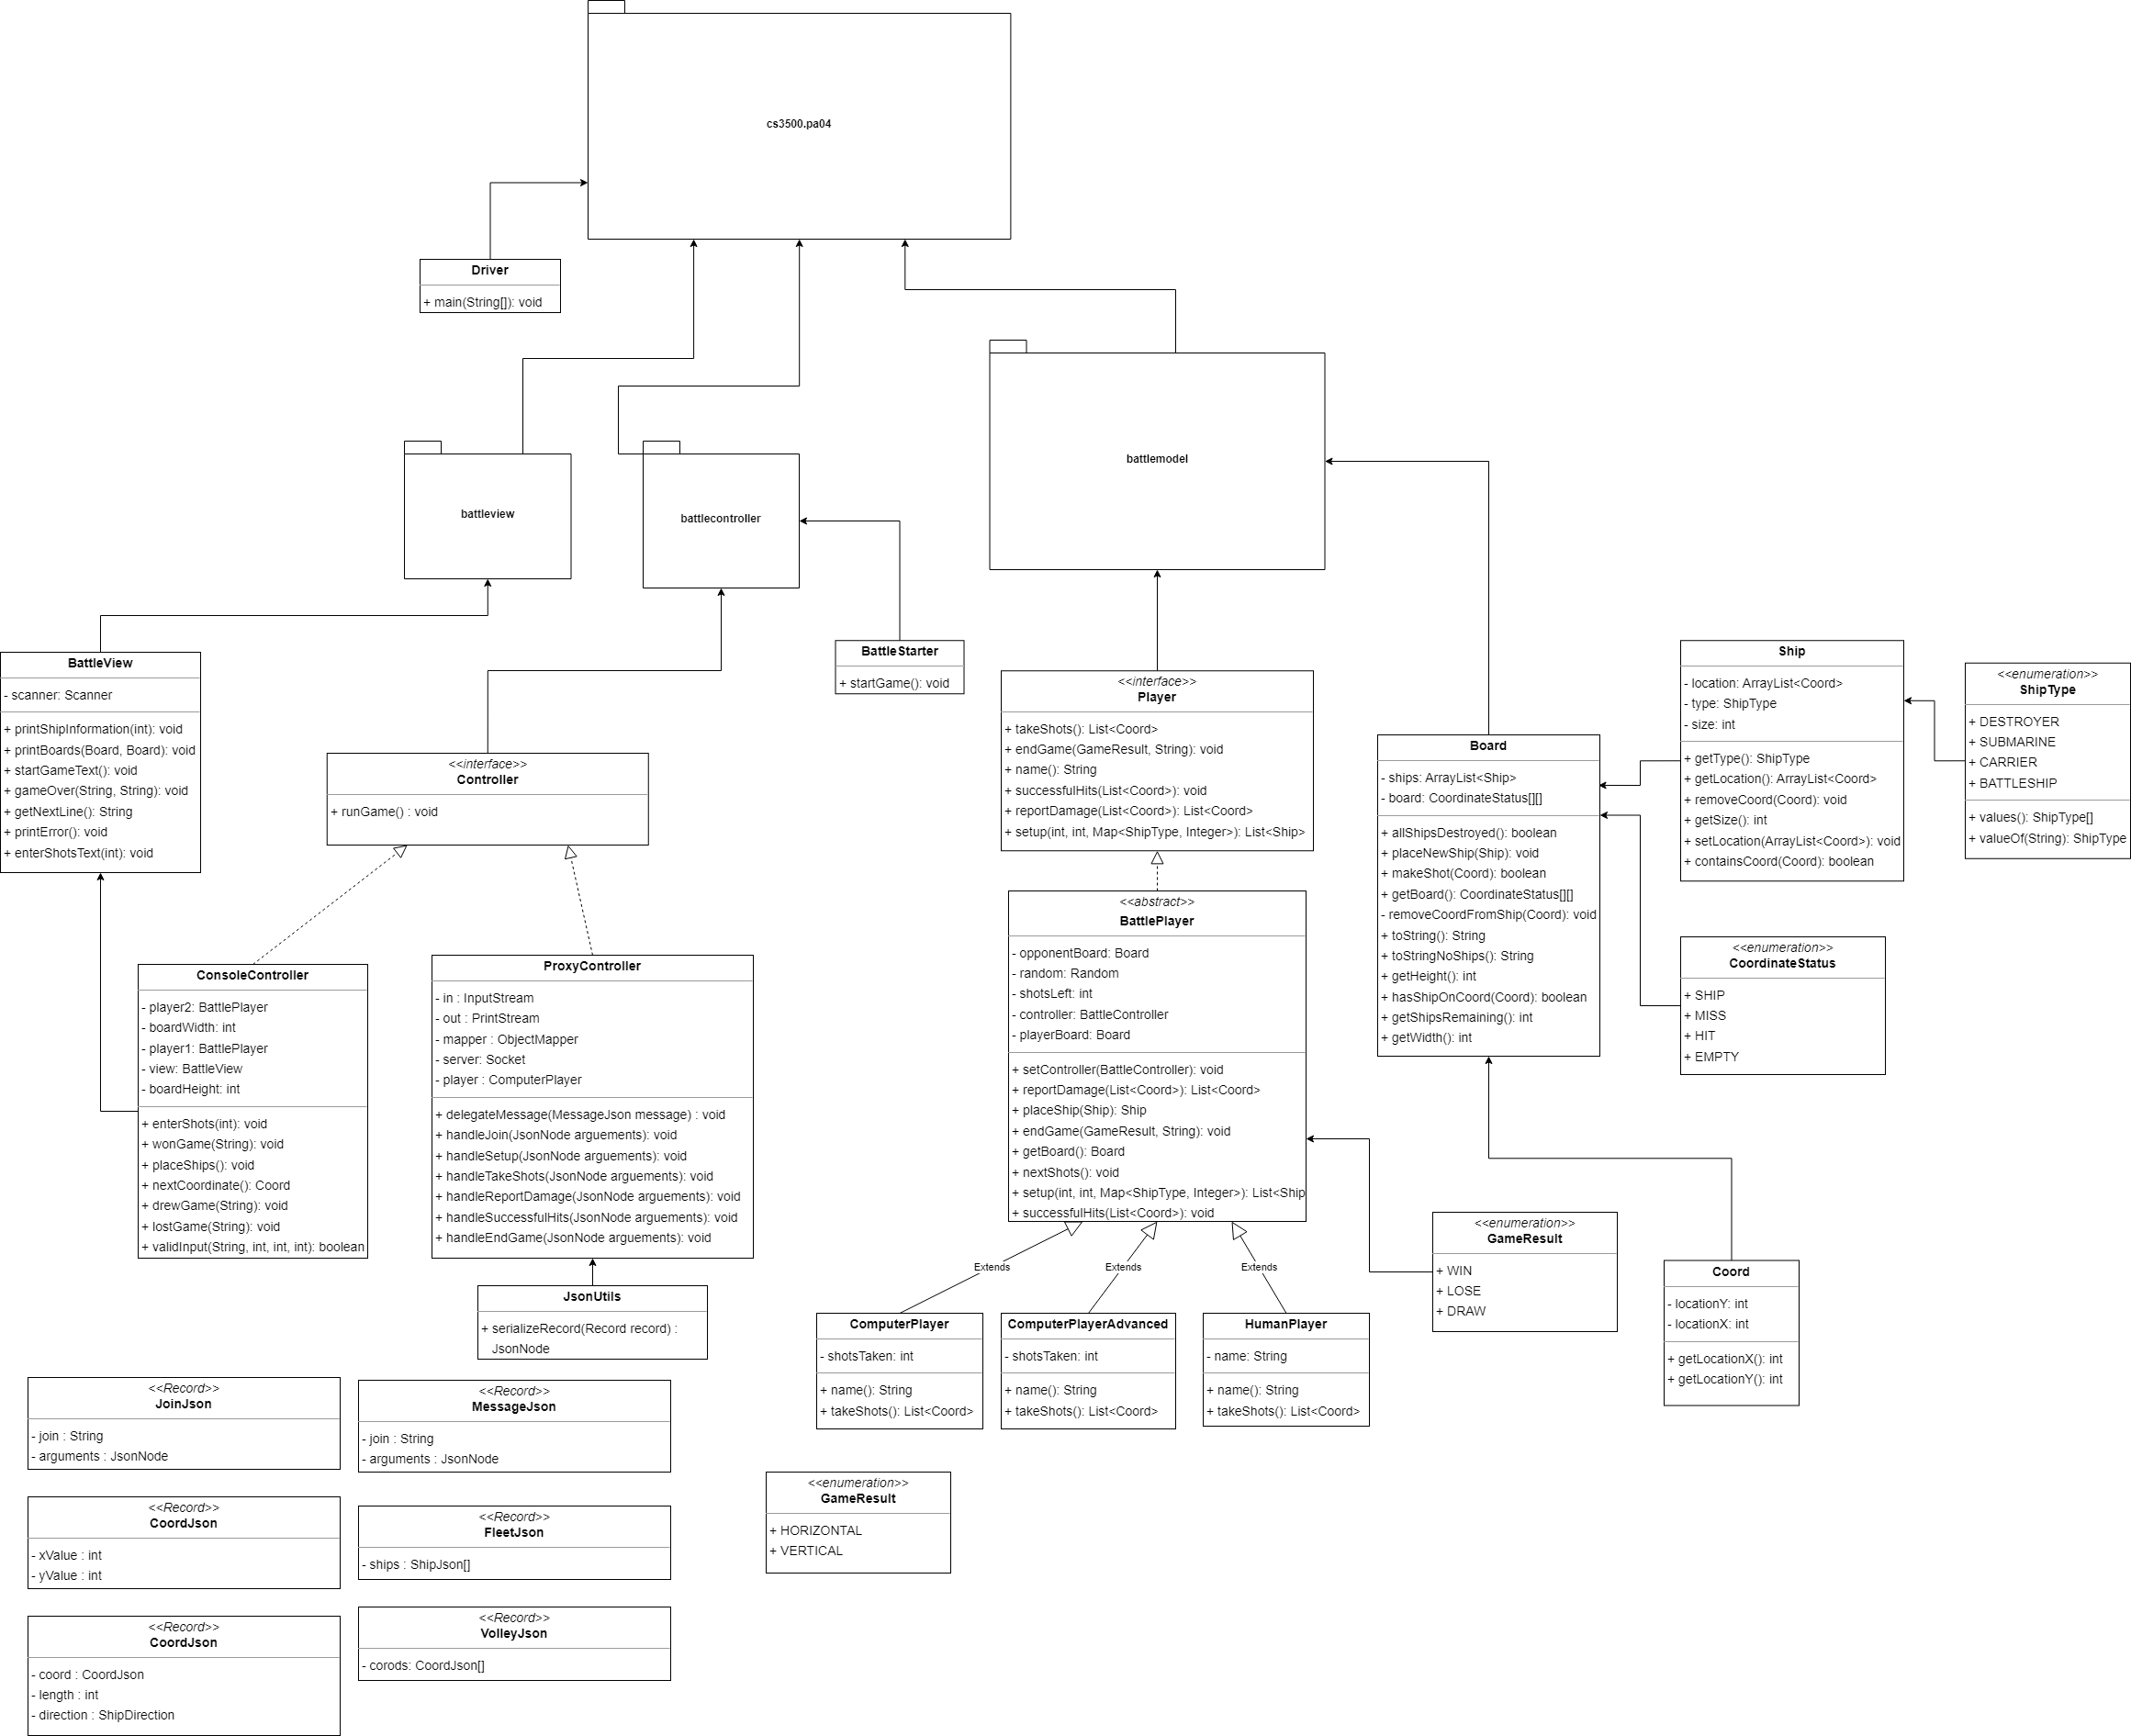 cs3500.pa04
Driver
+ main(String[]): void
battleview
battlecontroller
battlemodel
BattleView
- scanner: Scanner
+ printShipInformation(int): void
+ printBoards(Board, Board): void
+ startGameText(): void
+ gameOver(String, String): void
+ getNextLine(): String
+ printError(): void
+ enterShotsText(int): void
<<interface>>
Controller
+ runGame() : void
BattleStarter
+ startGame(): void
<<interface>>
Player
+ takeShots(): List<Coord>
+ endGame(GameResult, String): void
+ name(): String
+ successfulHits(List<Coord>): void
+ reportDamage(List<Coord>): List<Coord>
+ setup(int, int, Map<ShipType, Integer>): List<Ship>
Board
- ships: ArrayList<Ship>
- board: CoordinateStatus[][]
+ allShipsDestroyed(): boolean
+ placeNewShip(Ship): void
+ makeShot(Coord): boolean
+ getBoard(): CoordinateStatus[][]
- removeCoordFromShip(Coord): void
+ toString(): String
+ toStringNoShips(): String
+ getHeight(): int
+ hasShipOnCoord(Coord): boolean
+ getShipsRemaining(): int
+ getWidth(): int
Ship
- location: ArrayList<Coord>
- type: ShipType
- size: int
+ getType(): ShipType
+ getLocation(): ArrayList<Coord>
+ removeCoord(Coord): void
+ getSize(): int
+ setLocation(ArrayList<Coord>): void
+ containsCoord(Coord): boolean
<<enumeration>>
ShipType
+ DESTROYER
+ SUBMARINE
+ CARRIER
+ BATTLESHIP
+ values(): ShipType[]
+ valueOf(String): ShipType
<<enumeration>>
CoordinateStatus
+ SHIP
+ MISS
+ HIT
+ EMPTY
ConsoleController
- player2: BattlePlayer
- boardWidth: int
- player1: BattlePlayer
- view: BattleView
- boardHeight: int
+ enterShots(int): void
+ wonGame(String): void
+ placeShips(): void
+ nextCoordinate(): Coord
+ drewGame(String): void
+ lostGame(String): void
+ validInput(String, int, int, int): boolean
ProxyController
- in : InputStream
- out : PrintStream
- mapper : ObjectMapper
- server: Socket
- player : ComputerPlayer
+ delegateMessage(MessageJson message) : void
+ handleJoin(JsonNode arguements): void
+ handleSetup(JsonNode arguements): void
+ handleTakeShots(JsonNode arguements): void
+ handleReportDamage(JsonNode arguements): void
+ handleSuccessfulHits(JsonNode arguements): void
+ handleEndGame(JsonNode arguements): void
<<abstract>>
BattlePlayer
- opponentBoard: Board
- random: Random
- shotsLeft: int
- controller: BattleController
- playerBoard: Board
+ setController(BattleController): void
+ reportDamage(List<Coord>): List<Coord>
+ placeShip(Ship): Ship
+ endGame(GameResult, String): void
+ getBoard(): Board
+ nextShots(): void
+ setup(int, int, Map<ShipType, Integer>): List<Ship
+ successfulHits(List<Coord>): void
Extends
Extends
Extends
<<enumeration>>
GameResult
+ WIN
+ LOSE
+ DRAW
Coord
- locationY: int
- locationX: int
+ getLocationX(): int
+ getLocationY(): int
JsonUtils
+ serializeRecord(Record record) :
JsonNode
ComputerPlayer
- shotsTaken: int
+ name(): String
+ takeShots(): List<Coord>
ComputerPlayerAdvanced
- shotsTaken: int
+ name(): String
+ takeShots(): List<Coord>
HumanPlayer
- name: String
+ name(): String
+ takeShots(): List<Coord>
<<Record>>
JoinJson
- join : String
- arguments : JsonNode
<<Record>>
MessageJson
- join : String
- arguments : JsonNode
<<enumeration>>
GameResult
+ HORIZONTAL
+ VERTICAL
<<Record>>
CoordJson
- xValue : int
- yValue : int
<<Record>>
FleetJson
- ships : ShipJson[]
<<Record>>
CoordJson
- coord : CoordJson
- length : int
- direction : ShipDirection
<<Record>>
VolleyJson
- corods: CoordJson[]